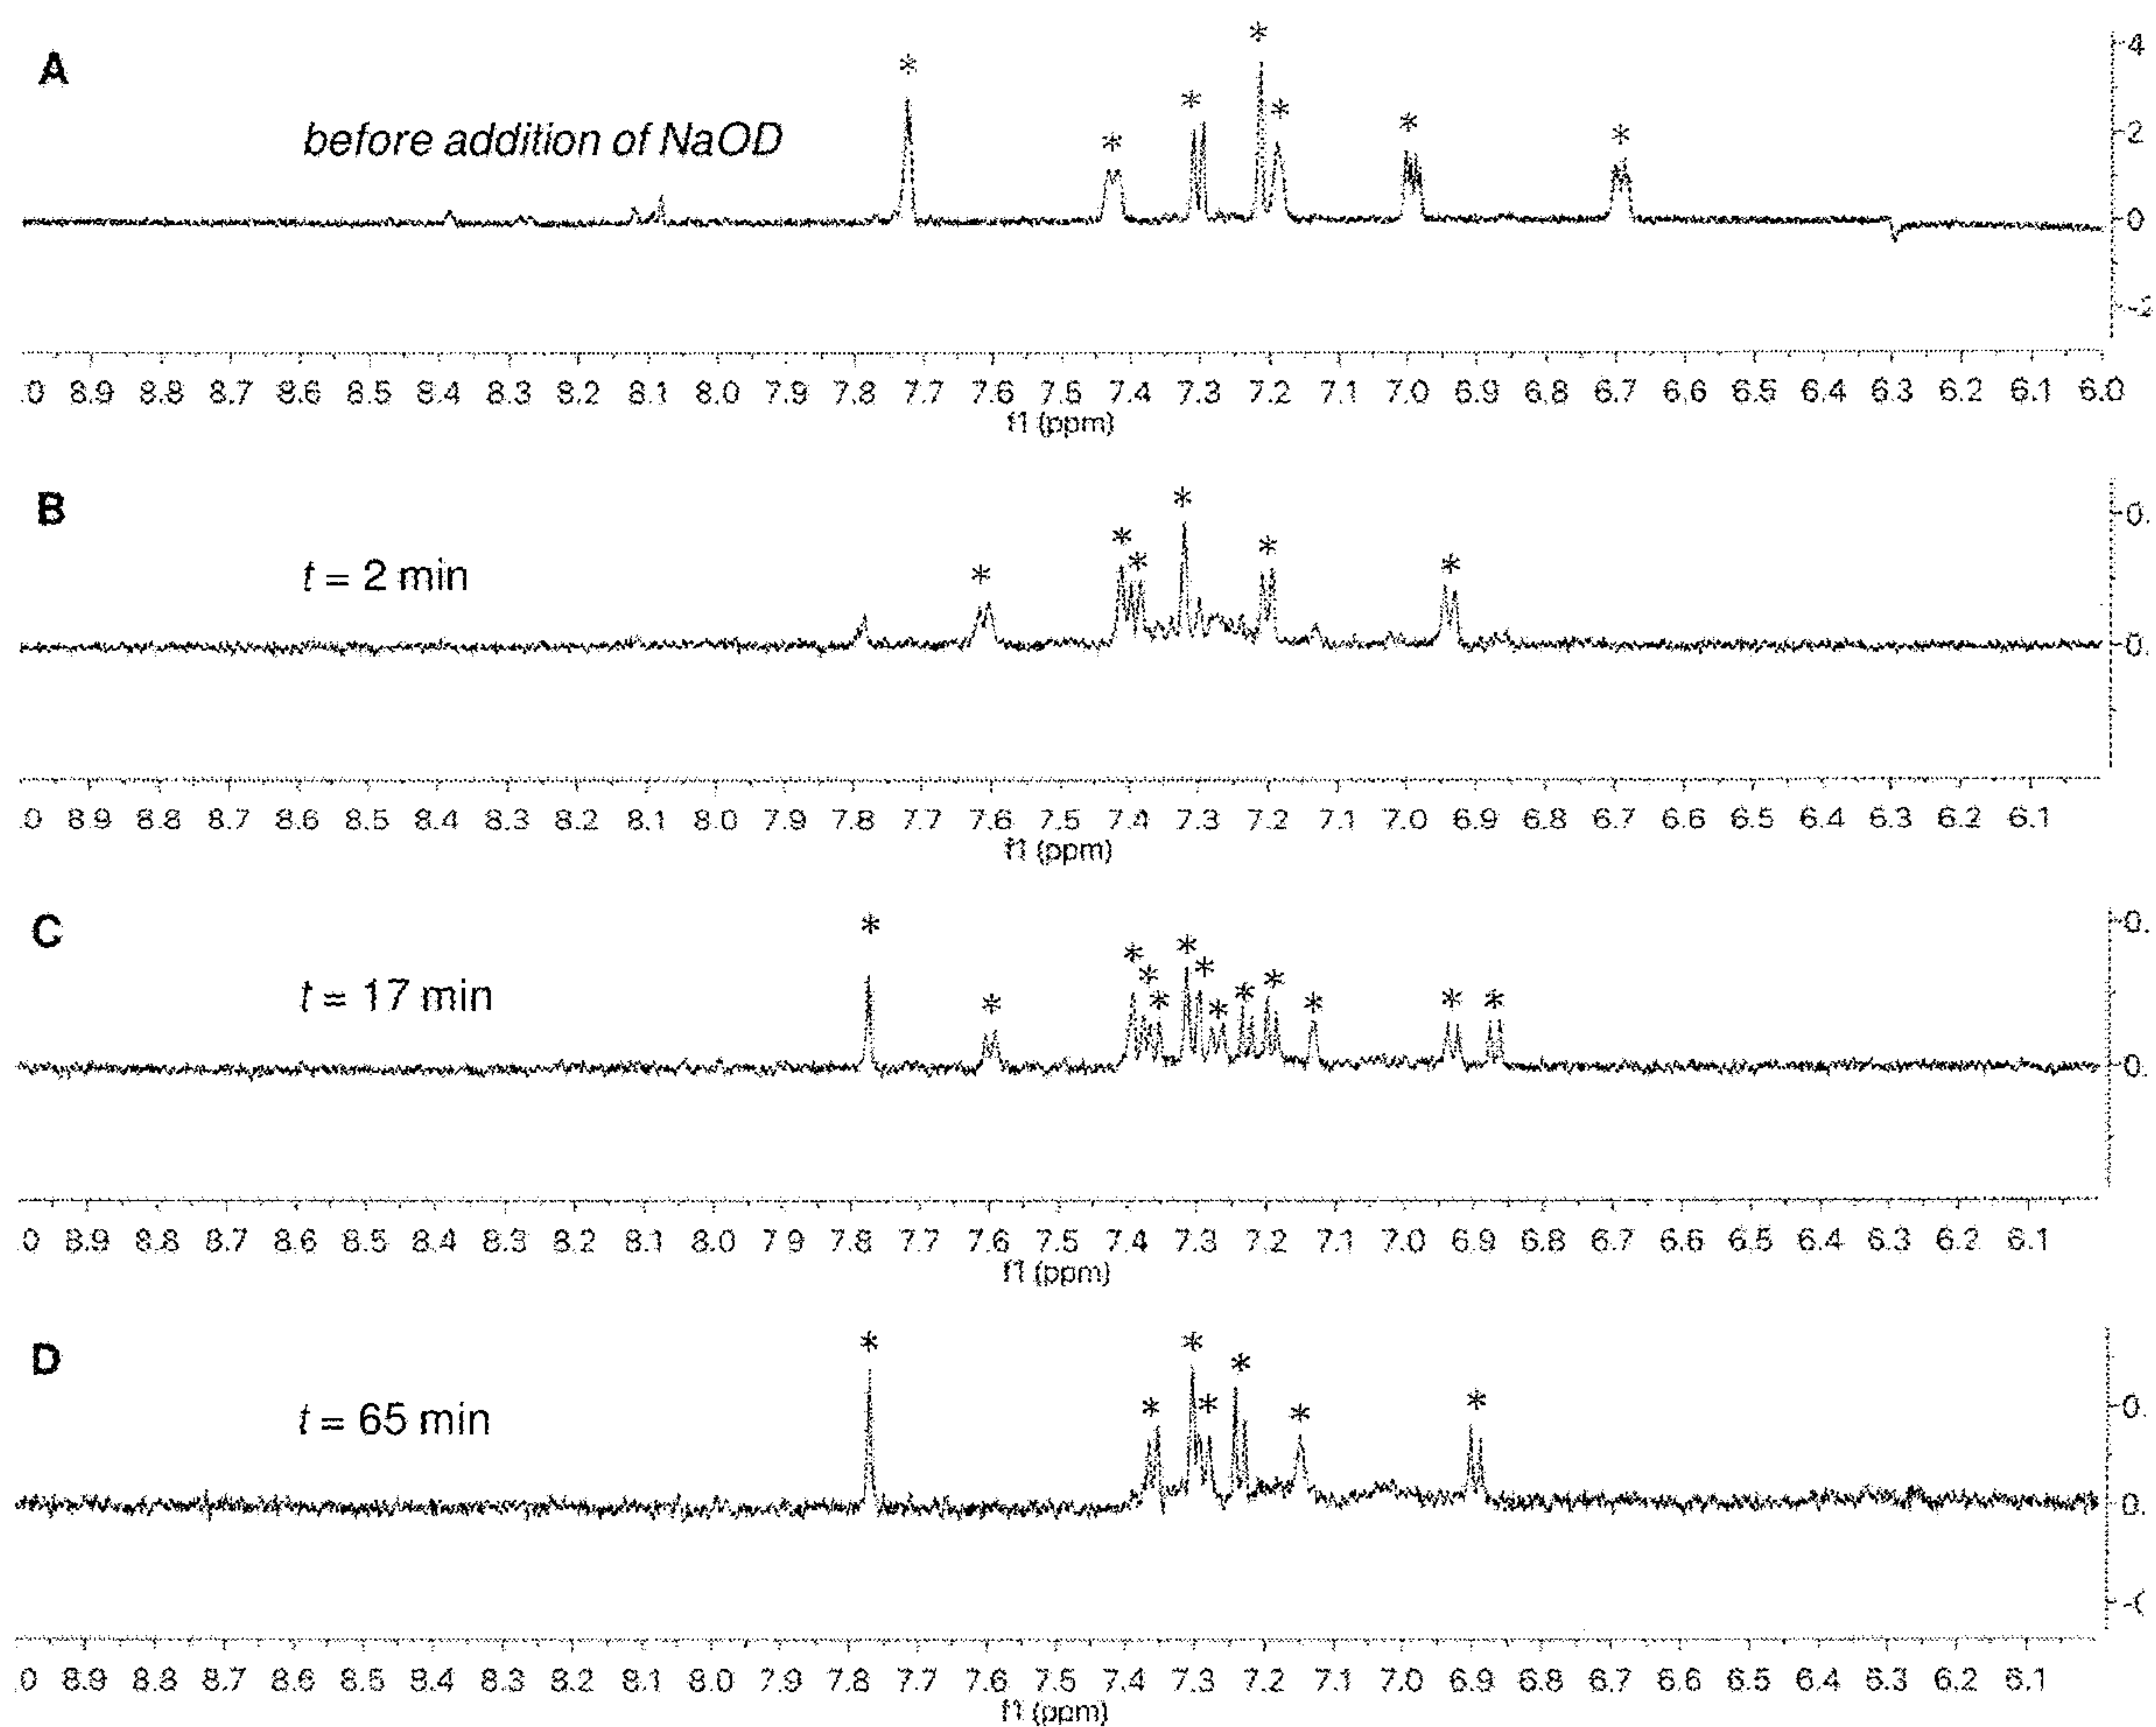 A
before addition of NaOD
* * * * * * *
4
2
0
-2
.0 8.9 8.8 8.7 8.6 8.5 8.4 8.3 8.2 8.1 8.0 7.9 7.8 7.7 7.6 7.5 7.4 7.3 7.2 7.1 7.0 6.9 6.8 6.7 6.6 6.5 6.4 6.3 6.2 6.1 6.0
f1 (ppm)
B
t = 2 min
* * * * * *
0.
0.
.0 8.9 8.8 8.7 8.6 8.5 8.4 8.3 8.2 8.1 8.0 7.9 7.8 7.7 7.6 7.5 7.4 7.3 7.2 7.1 7.0 6.9 6.8 6.7 6.6 6.5 6.4 6.3 6.2 6.1
f1 (ppm)
C
t = 17 min
* * * * * * * * * * * * *
0.
0.
.0 8.9 8.8 8.7 8.6 8.5 8.4 8.3 8.2 8.1 8.0 7.9 7.8 7.7 7.6 7.5 7.4 7.3 7.2 7.1 7.0 6.9 6.8 6.7 6.6 6.5 6.4 6.3 6.2 6.1
f1 (ppm)
D
t = 65 min
* * * * * * *
0.
0.
.0 8.9 8.8 8.7 8.6 8.5 8.4 8.3 8.2 8.1 8.0 7.9 7.8 7.7 7.6 7.5 7.4 7.3 7.2 7.1 7.0 6.9 6.8 6.7 6.6 6.5 6.4 6.3 6.2 6.1
f1 (ppm)